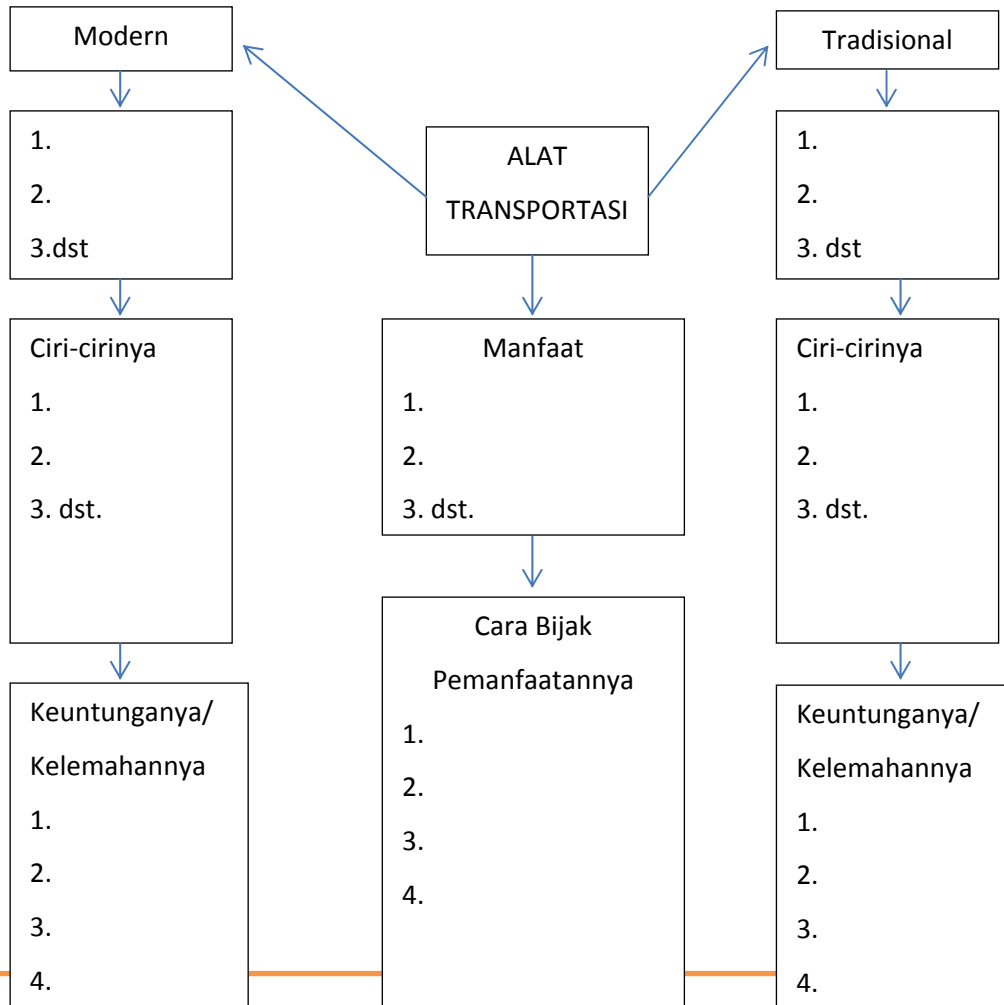 Modern
1.
2.
3.dst
Ciri-cirinya
1.
2.
3. dst.
Keuntunganya/
Kelemahannya
1.
2.
3.
4.
ALAT
TRANSPORTASI
Manfaat
1.
2.
3. dst.
Cara Bijak
Pemanfaatannya
1.
2.
3.
4.
Tradisional
1.
2.
3. dst
Ciri-cirinya
1.
2.
3. dst.
Keuntunganya/
Kelemahannya
1.
2.
3.
4.